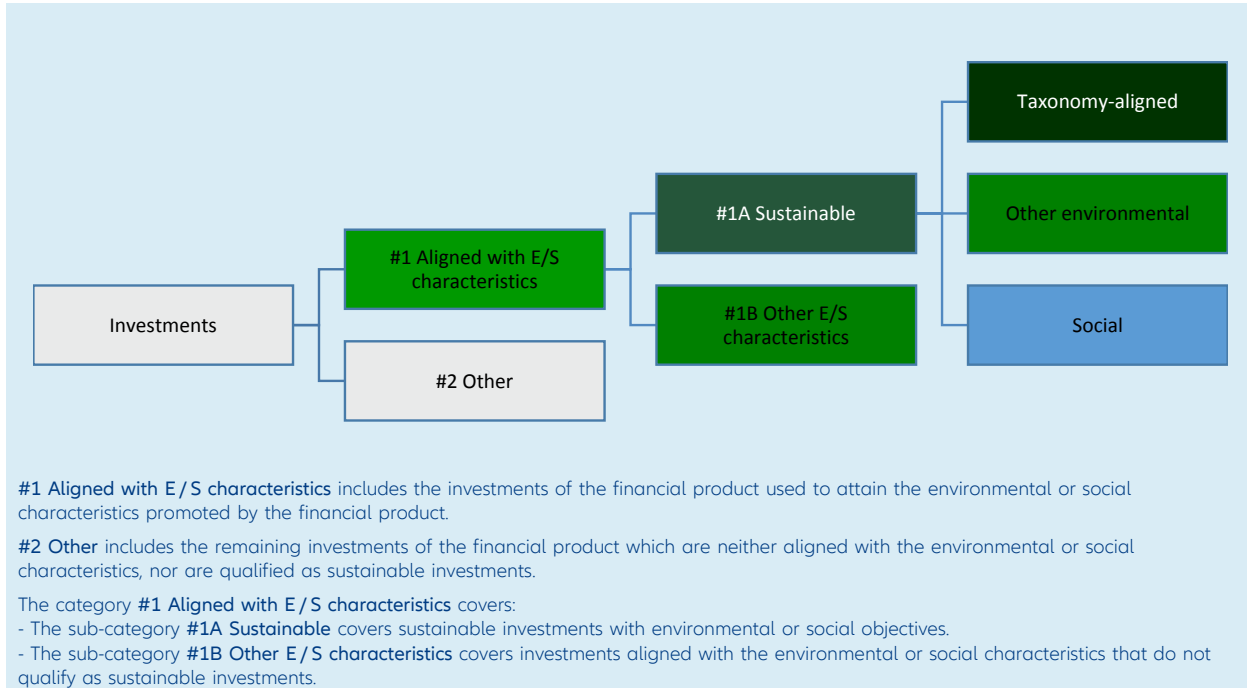 Taxonomy-aligned
#1A Sustainable
Other environmental
#1 Aligned with E/S
characteristics
#1B Other E/S
characteristics
Investments
Social
#2 Other
#1 Aligned with E / S characteristics includes the investments of the financial product used to attain the environmental or social
characteristics promoted by the financial product.
#2 Other includes the remaining investments of the financial product which are neither aligned with the environmental or social
characteristics, nor are qualified as sustainable investments.
The category #1 Aligned with E / S characteristics covers:
- The sub-category #1A Sustainable covers sustainable investments with environmental or social objectives.
- The sub-category #1B Other E / S characteristics covers investments aligned with the environmental or social characteristics that do not
qualify as sustainable investments.